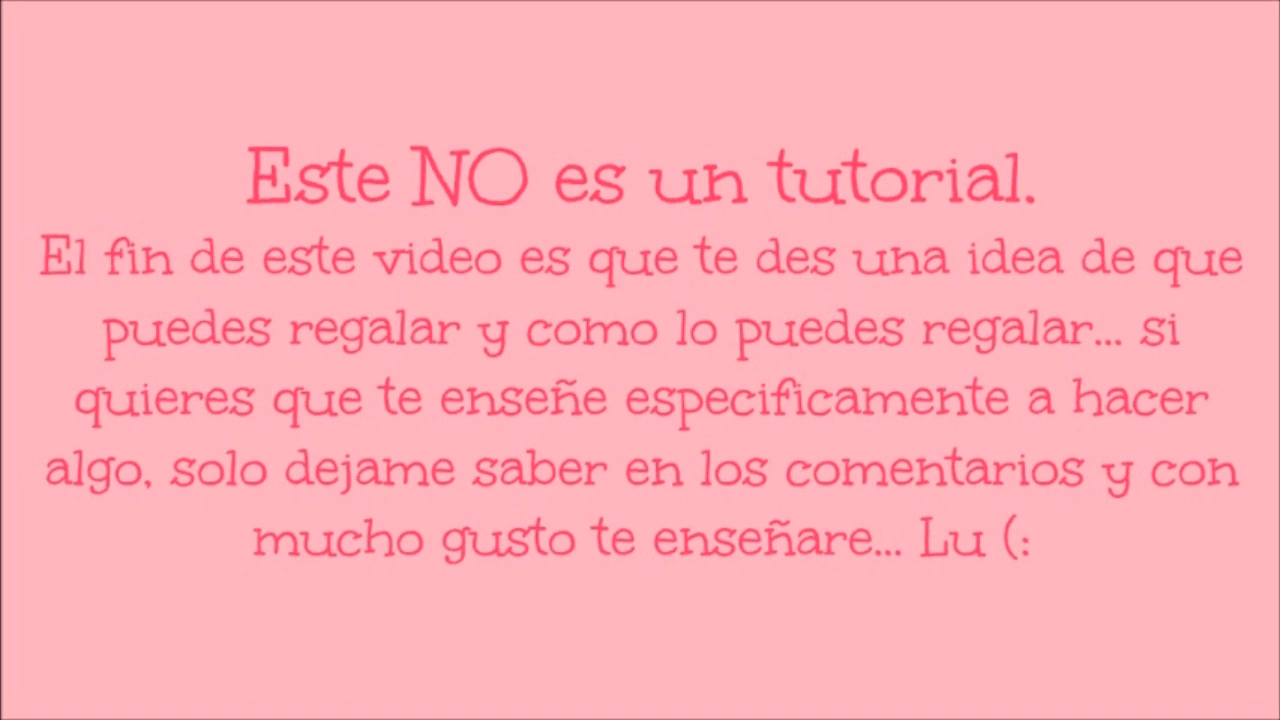 Este NO es un tutorial.
El fin de este video es que te des una idea de que
puedes regalar y como lo puedes regalar... si
quieres que te enseñe especificamente a hacer
algo, solo dejame saber en los comentarios y con
mucho gusto te enseñare... Lu (: